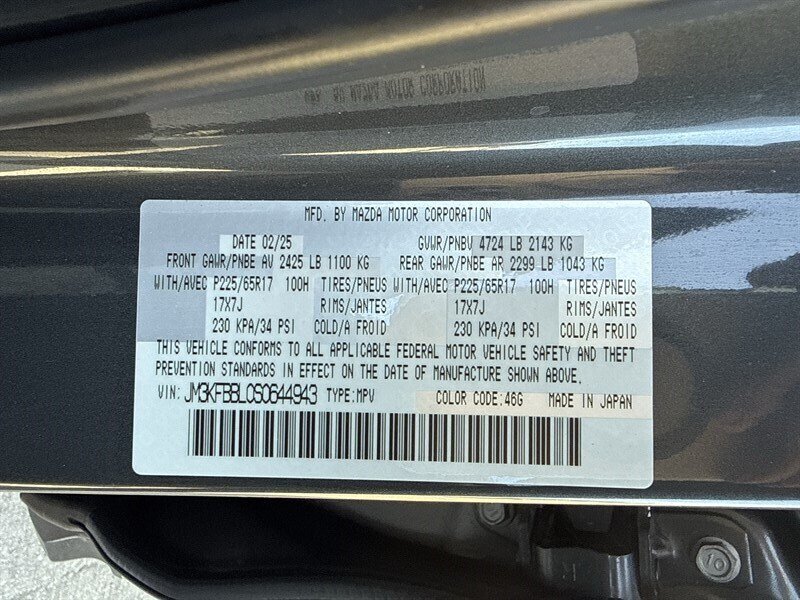 MFD. BY MAZDA MOTOR CORPORATION
DATE 02/25 GVWR/PNBV 4724 LB 2143 KG
FRONT GAWR/PNBE AV 2425 LB 1100 KG REAR GAWR/PNBE AR 2299 LB 1043 KG
WITH/AVEC P225/65R17 100H TIRES/PNEUS WITH/AVEC P225/65R17 100H TIRES/PNEUS
17X7J RIMS/JANTES 17X7J RIMS/JANTES
230 KPA/34 PSI COLD/A FROID 230 KPA/34 PSI COLD/A FROID
THIS VEHICLE CONFORMS TO ALL APPLICABLE FEDERAL MOTOR VEHICLE SAFETY AND THEFT
PREVENTION STANDARDS IN EFFECT ON THE DATE OF MANUFACTURE SHOWN ABOVE.
VIN: JM3KFBBL0S0644943 TYPE:MPV COLOR CODE:46G MADE IN JAPAN